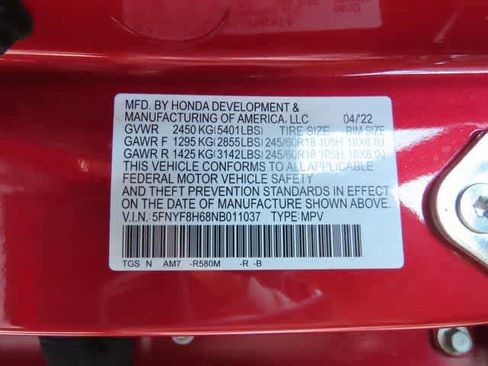 MFD. BY HONDA DEVELOPMENT &
MANUFACTURING OF AMERICA, LLC 04/'22
GVWR 2450 KG (5401LBS) TIRE SIZE RIM SIZE
GAWR F 1295 KG (2855LBS) 245/60R18 105H 18X8.0J
GAWR R 1425 KG (3142LBS) 245/60R18 105H 18X8.0J
THIS VEHICLE CONFORMS TO ALL APPLICABLE
FEDERAL MOTOR VEHICLE SAFETY
AND THEFT PREVENTION STANDARDS IN EFFECT
ON THE DATE OF MANUFACTURE SHOWN ABOVE.
V.I.N.: 5FNYF8H68NB011037 TYPE: MPV
TGS N AM7 -R580M -R -B